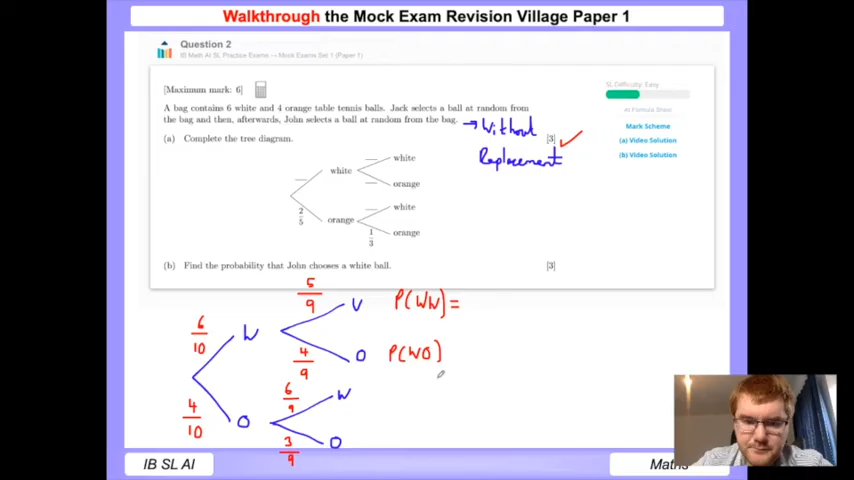 Walkthrough the Mock Exam Revision Village Paper 1
Question 2
IB Math AI SL Practice Exams → Mock Exams Set 1 (Paper 1)
[Maximum mark: 6]
SL Difficulty: Easy
A bag contains 6 white and 4 orange table tennis balls. Jack selects a ball at random from
the bag and then, afterwards, John selects a ball at random from the bag.
→ Without
Replacement
AI Formula Sheet
Mark Scheme
(a) Video Solution
(b) Video Solution
(a) Complete the tree diagram.
[3]
white
white
orange
2/5
orange
white
1/3
orange
(b) Find the probability that John chooses a white ball.
[3]
6/10
W
5/9
P(WW) =
4/9
O
P(WO)
4/10
O
6/9
W
3/9
O
IB SL AI
Maths